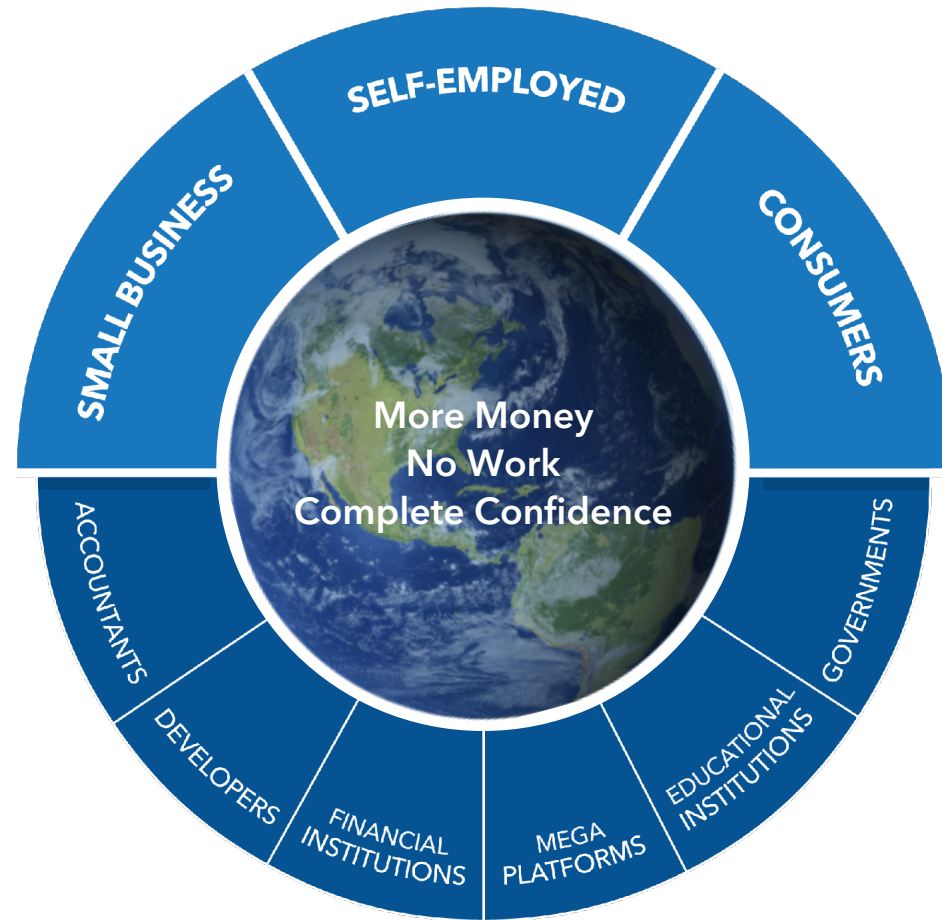 SMALL BUSINESS
SELF-EMPLOYED
CONSUMERS
More Money
No Work
Complete Confidence
ACCOUNTANTS
DEVELOPERS
FINANCIAL
INSTITUTIONS
MEGA
PLATFORMS
EDUCATIONAL
INSTITUTIONS
GOVERNMENTS